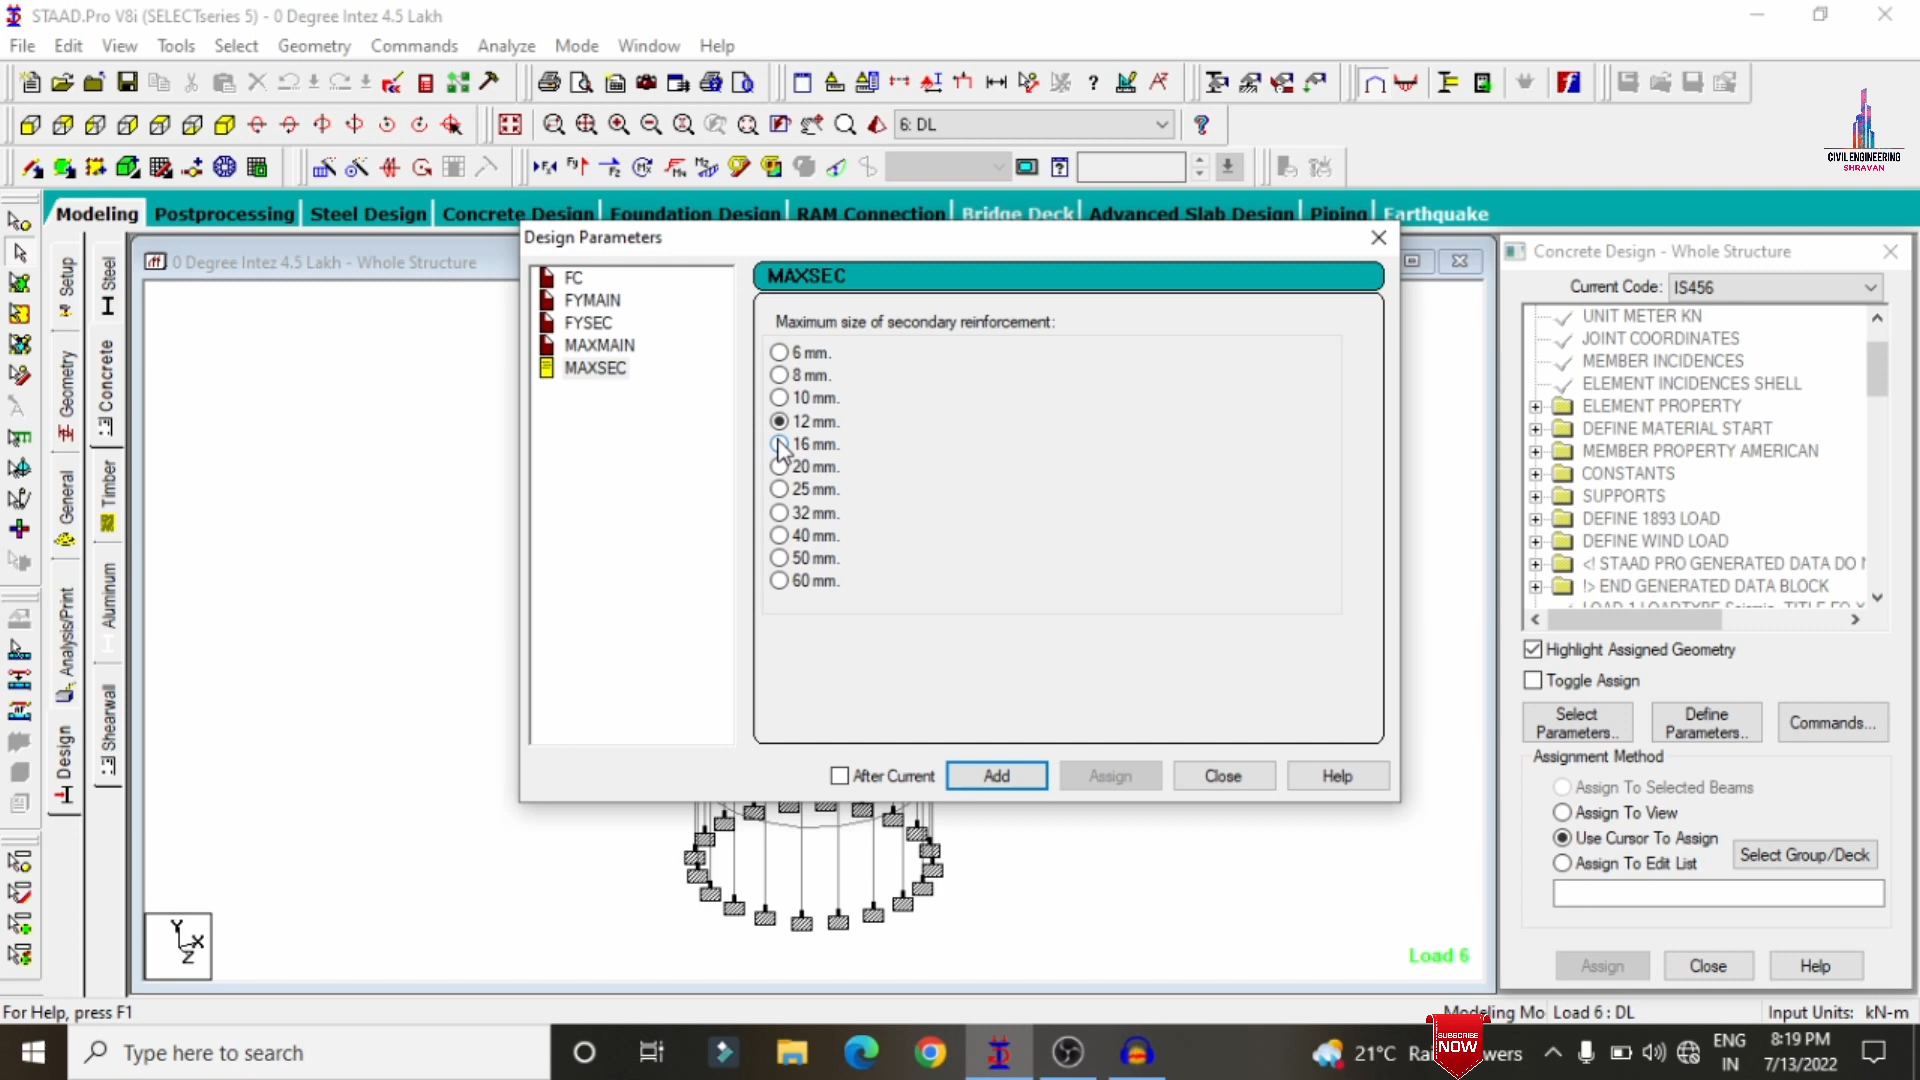 STAAD.Pro V8i (SELECTseries 5) - 0 Degree Intez 4.5 Lakh
File Edit View Tools Select Geometry Commands Analyze Mode Window Help
6: DL
CIVIL ENGINEERING
SHRAVAN
Modeling Postprocessing Steel Design Concrete Design Foundation Design RAM Connection Bridge Deck Advanced Slab Design Piping Earthquake
Setup
Geometry
General
Analysis/Print
Design
Steel
Concrete
Timber
Aluminum
Shearwall
0 Degree Intez 4.5 Lakh - Whole Structure
Design Parameters
FC
FYMAIN
FYSEC
MAXMAIN
MAXSEC
MAXSEC
Maximum size of secondary reinforcement:
6 mm.
8 mm.
10 mm.
12 mm.
16 mm.
20 mm.
25 mm.
32 mm.
40 mm.
50 mm.
60 mm.
After Current Add Assign Close Help
Y
X
Z
Load 6
Concrete Design - Whole Structure
Current Code: IS456
UNIT METER KN
JOINT COORDINATES
MEMBER INCIDENCES
ELEMENT INCIDENCES SHELL
ELEMENT PROPERTY
DEFINE MATERIAL START
MEMBER PROPERTY AMERICAN
CONSTANTS
SUPPORTS
DEFINE 1893 LOAD
DEFINE WIND LOAD
<! STAAD PRO GENERATED DATA DO
!> END GENERATED DATA BLOCK
LOAD 1 LOADTYPE Seismic TITLE EQ
Highlight Assigned Geometry
Toggle Assign
Select Parameters..
Define Parameters..
Commands...
Assignment Method
Assign To Selected Beams
Assign To View
Use Cursor To Assign
Assign To Edit List
Select Group/Deck
Assign Close Help
For Help, press F1
Modeling Mo Load 6 : DL Input Units: kN-m
Type here to search
21°C
SUBSCRIBE
NOW
ENG
IN
8:19 PM
7/13/2022